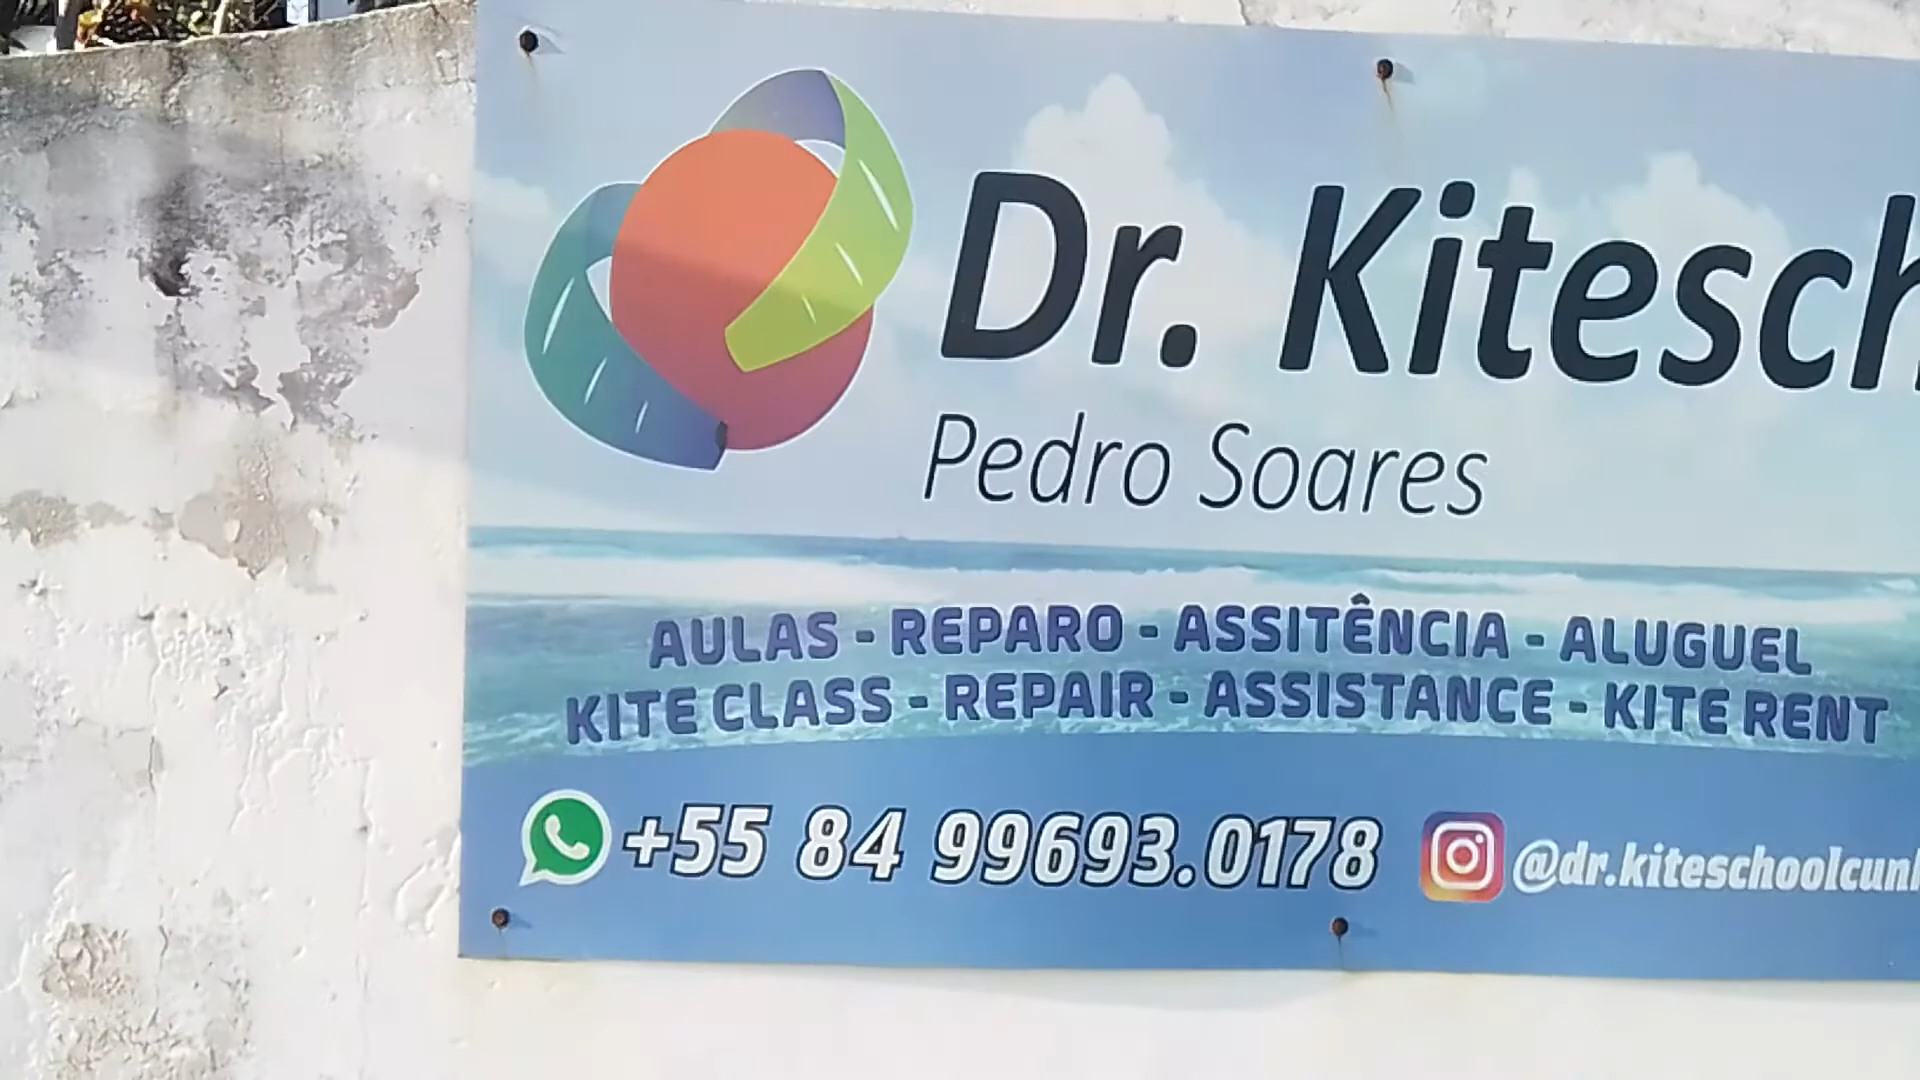 Dr. Kitesch
Pedro Soares
AULAS - REPARO - ASSITÊNCIA - ALUGUEL
KITE CLASS - REPAIR - ASSISTANCE - KITE RENT
+55 84 99693.0178 @dr.kiteschoolcunh